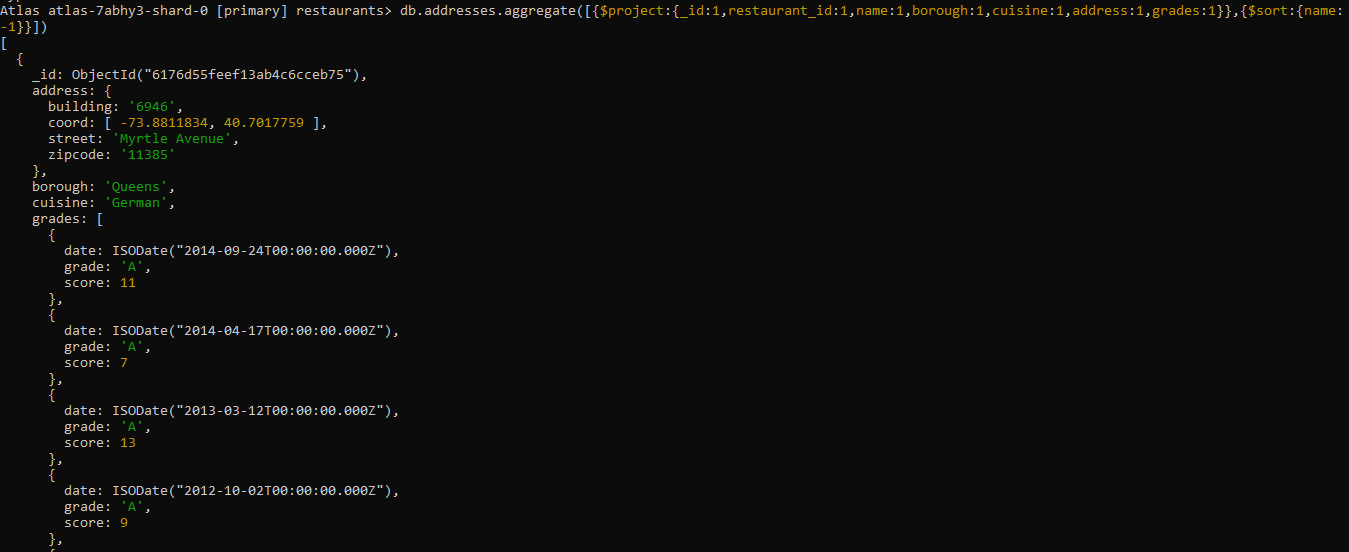 Atlas atlas-7abhy3-shard-0 [primary] restaurants> db.addresses.aggregate([{$project:{_id:1,restaurant_id:1,name:1,borough:1,cuisine:1,address:1,grades:1}},{$sort:{name:
-1}}])
[
  {
    _id: ObjectId("6176d55feef13ab4c6cceb75"),
    address: {
      building: '6946',
      coord: [ -73.8811834, 40.7017759 ],
      street: 'Myrtle Avenue',
      zipcode: '11385'
    },
    borough: 'Queens',
    cuisine: 'German',
    grades: [
      {
        date: ISODate("2014-09-24T00:00:00.000Z"),
        grade: 'A',
        score: 11
      },
      {
        date: ISODate("2014-04-17T00:00:00.000Z"),
        grade: 'A',
        score: 7
      },
      {
        date: ISODate("2013-03-12T00:00:00.000Z"),
        grade: 'A',
        score: 13
      },
      {
        date: ISODate("2012-10-02T00:00:00.000Z"),
        grade: 'A',
        score: 9
      },